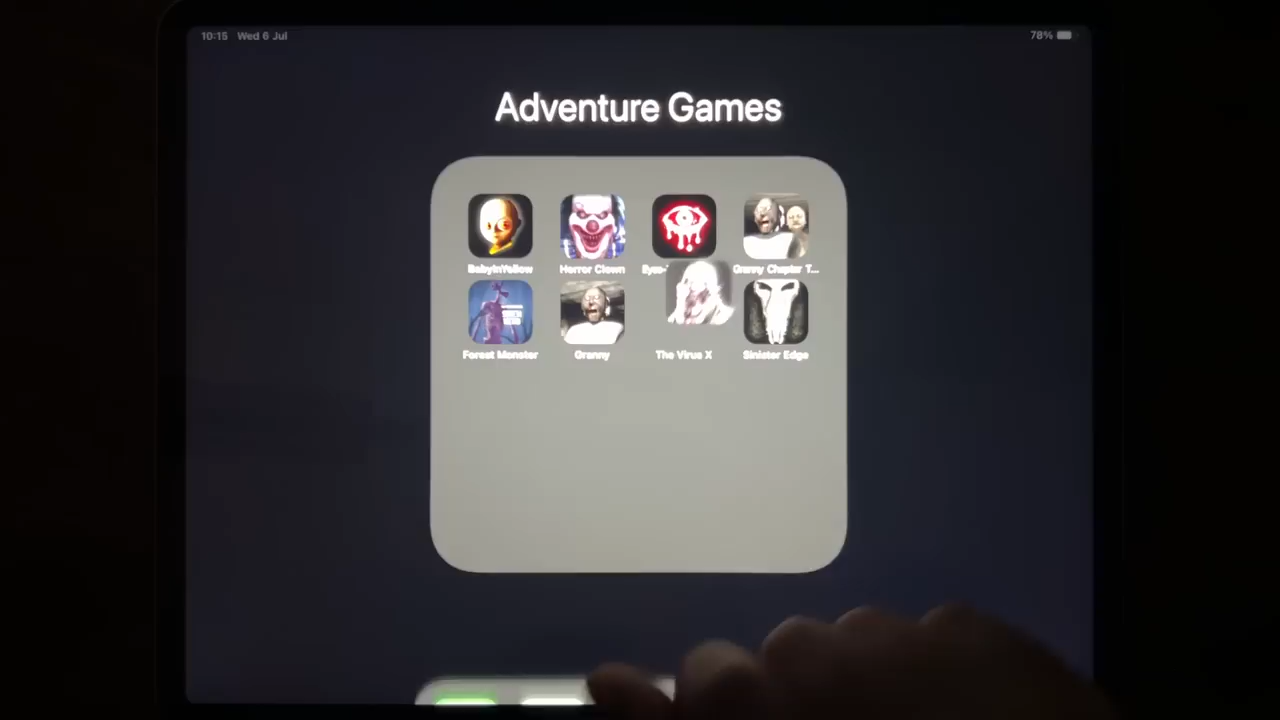 10:15 Wed 6 Jul
78%
Adventure Games
BabyInYellow
Horror Clown
Eyes-
Granny Chapter T...
Forest Monster
Granny
The Virus X
Sinister Edge